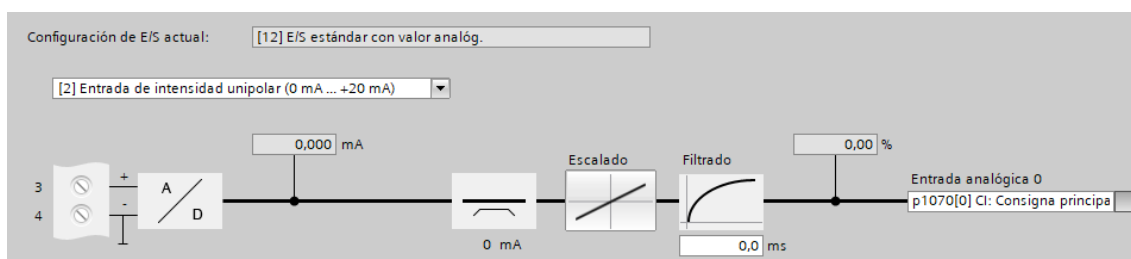 Configuración de E/S actual: [12] E/S estándar con valor analóg.
[2] Entrada de intensidad unipolar (0 mA ... +20 mA)
0,000 mA
0,00 %
Escalado
Filtrado
Entrada analógica 0
3
+
A
D
p1070[0] CI: Consigna principa
4
-
0 mA
0,0 ms